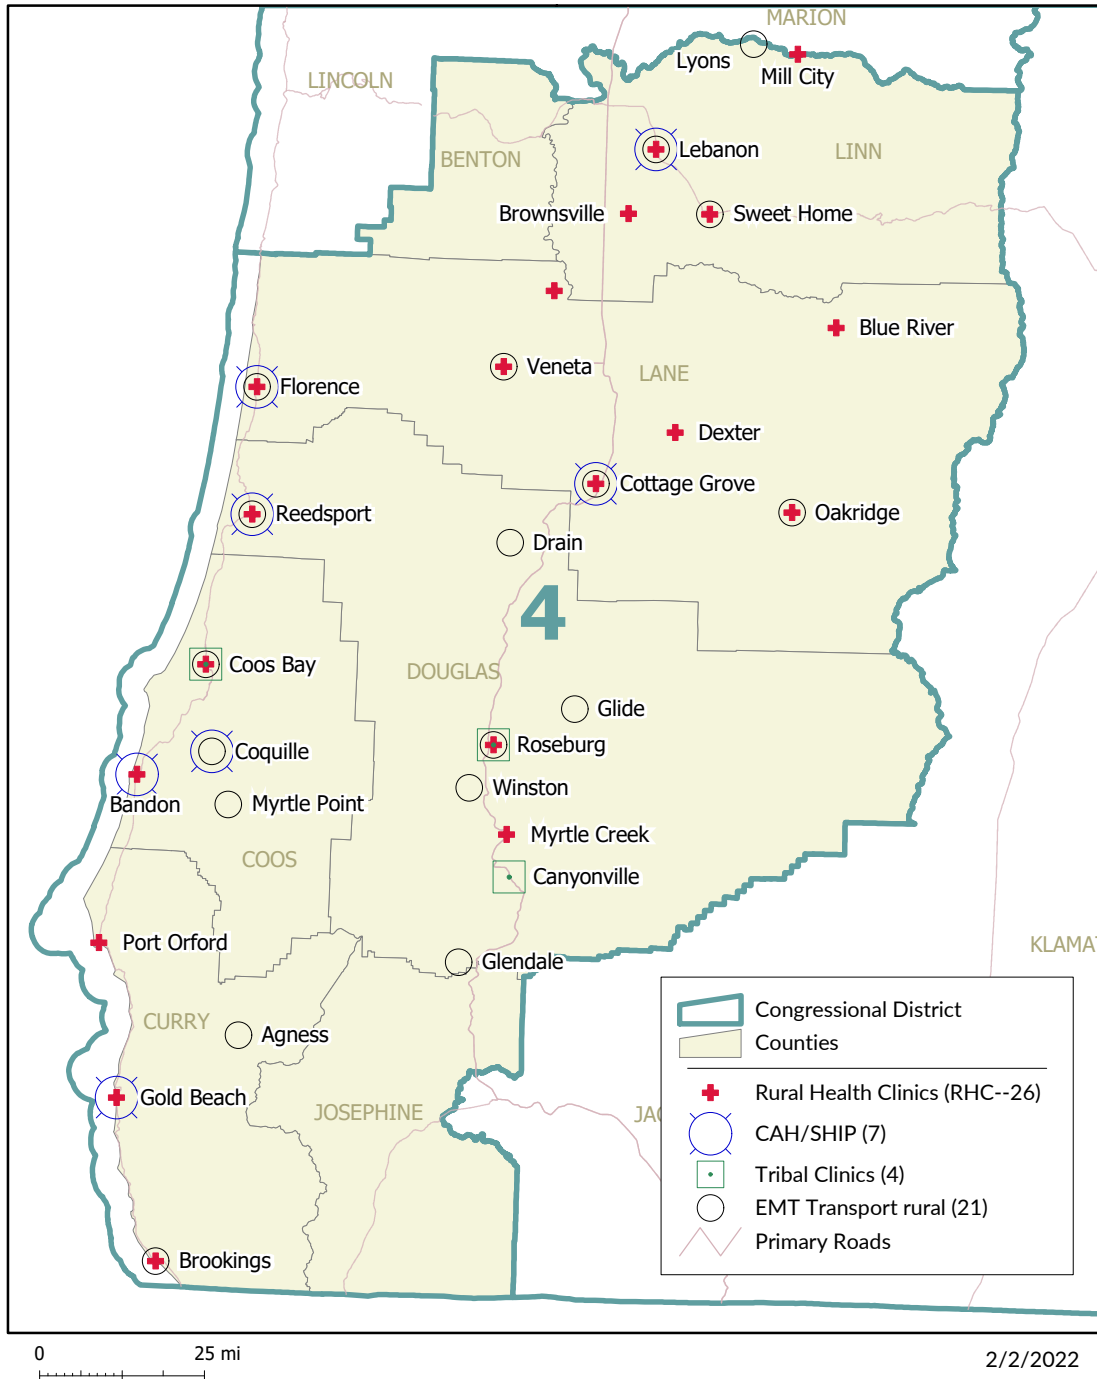 MARION
Lyons
Mill City
LINCOLN
BENTON
Lebanon
LINN
Brownsville
Sweet Home
Blue River
Veneta
LANE
Florence
Dexter
Cottage Grove
Reedsport
Oakridge
Drain
4
Coos Bay
DOUGLAS
Glide
Roseburg
Coquille
Winston
Bandon
Myrtle Point
Myrtle Creek
COOS
Canyonville
Port Orford
KLAMAT
Glendale
CURRY
Agness
Gold Beach
JOSEPHINE
JAC
Brookings
Congressional District
Counties
Rural Health Clinics (RHC--26)
CAH/SHIP (7)
Tribal Clinics (4)
EMT Transport rural (21)
Primary Roads
0 25 mi
2/2/2022